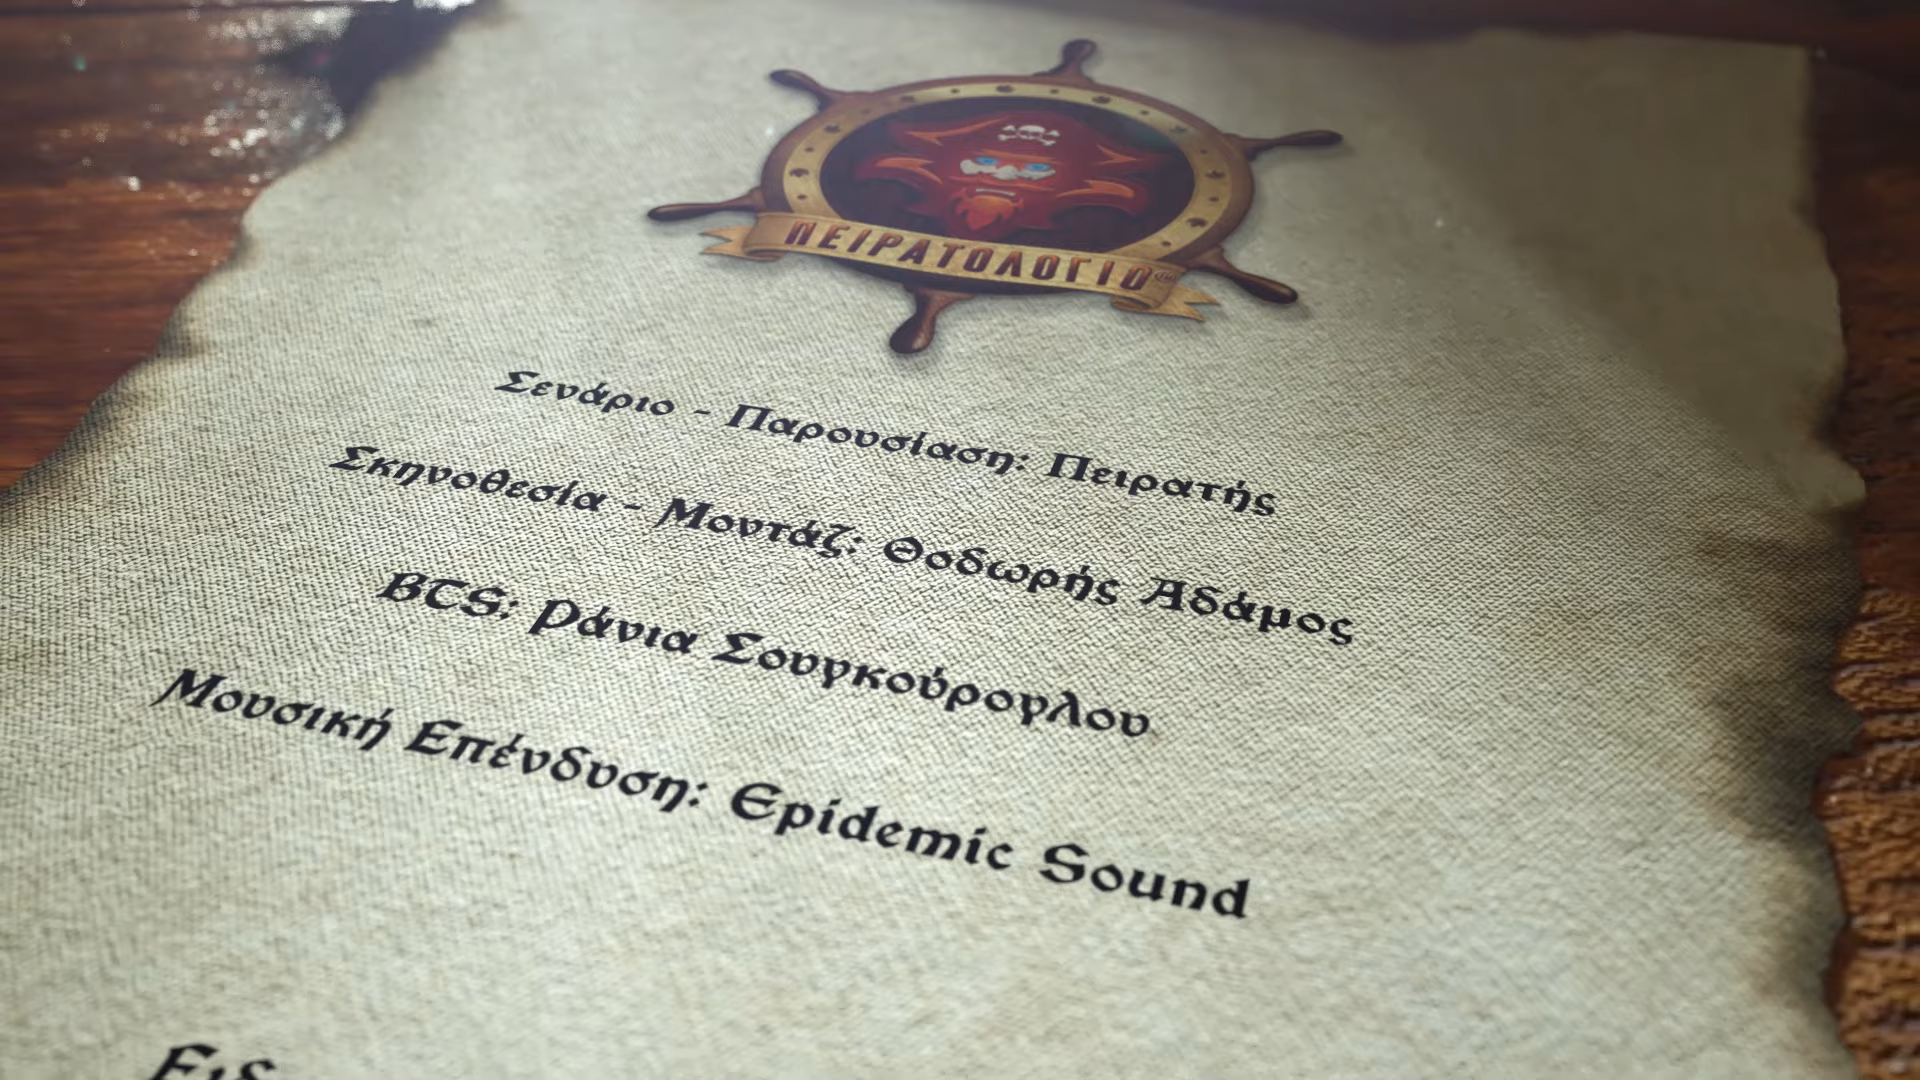 ΠΕΙΡΑΤΟΛΟΓΙΟ
Σενάριο - Παρουσίαση: Πειρατής
Σκηνοθεσία - Μοντάζ: Θοδωρής Αδάμος
BTS: Ράνια Σουγκούρογλου
Μουσική Επένδυση: Epidemic Sound